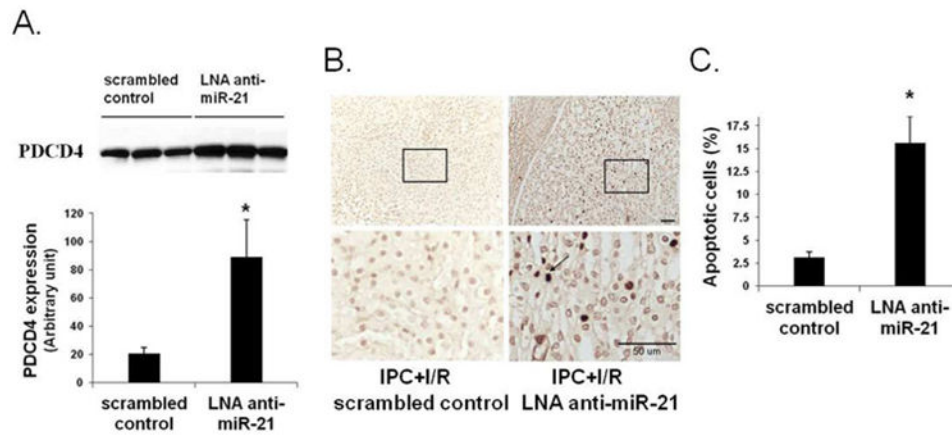 A.
scrambled control
LNA anti-miR-21
PDCD4
PDCD4 expression
(Arbitrary unit)
120
100
80
60
40
20
0
*
scrambled control
LNA anti-miR-21
B.
50 um
IPC+I/R
scrambled control
IPC+I/R
LNA anti-miR-21
C.
Apoptotic cells (%)
17.5
15
12.5
10
7.5
5
2.5
0
*
scrambled control
LNA anti-miR-21